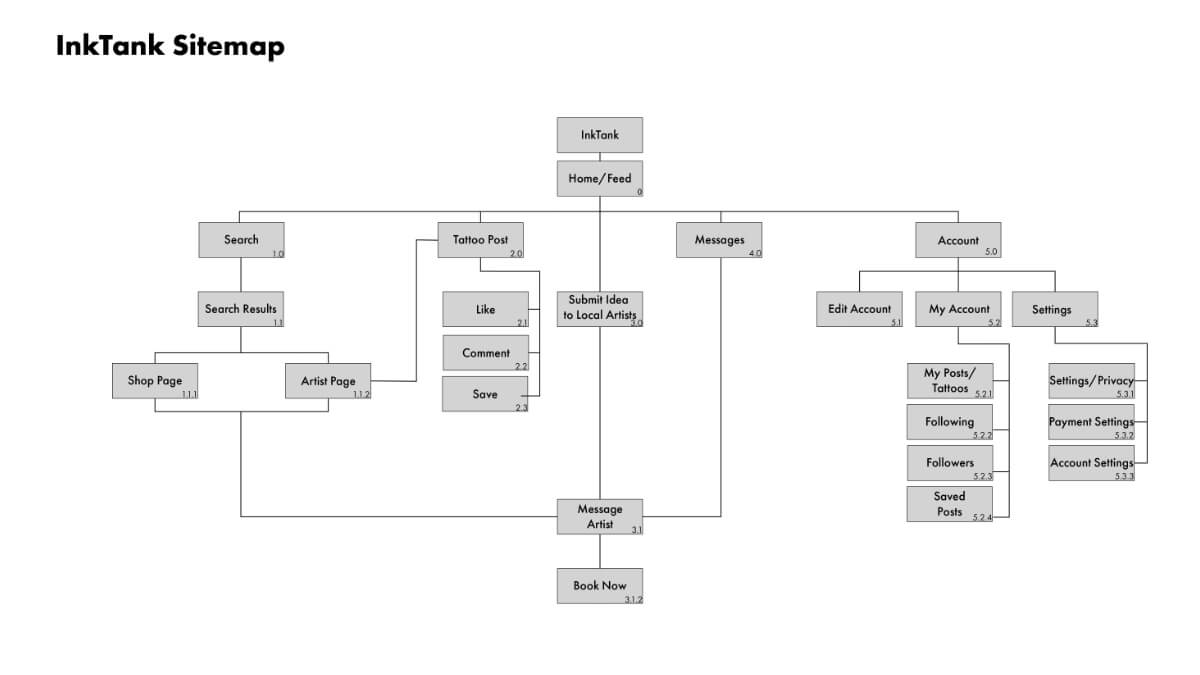 InkTank Sitemap
InkTank
Home/Feed
0
Search
1.0
Tattoo Post
2.0
Messages
4.0
Account
5.0
Search Results
1.1
Like
2.1
Submit Idea
to Local Artists
3.0
Edit Account
5.1
My Account
5.2
Settings
5.3
Comment
2.2
Shop Page
1.1.1
Artist Page
1.1.2
Save
2.3
My Posts/
Tattoos
5.2.1
Settings/Privacy
5.3.1
Following
5.2.2
Payment Settings
5.3.2
Followers
5.2.3
Account Settings
5.3.3
Saved
Posts
5.2.4
Message
Artist
3.1
Book Now
3.1.2